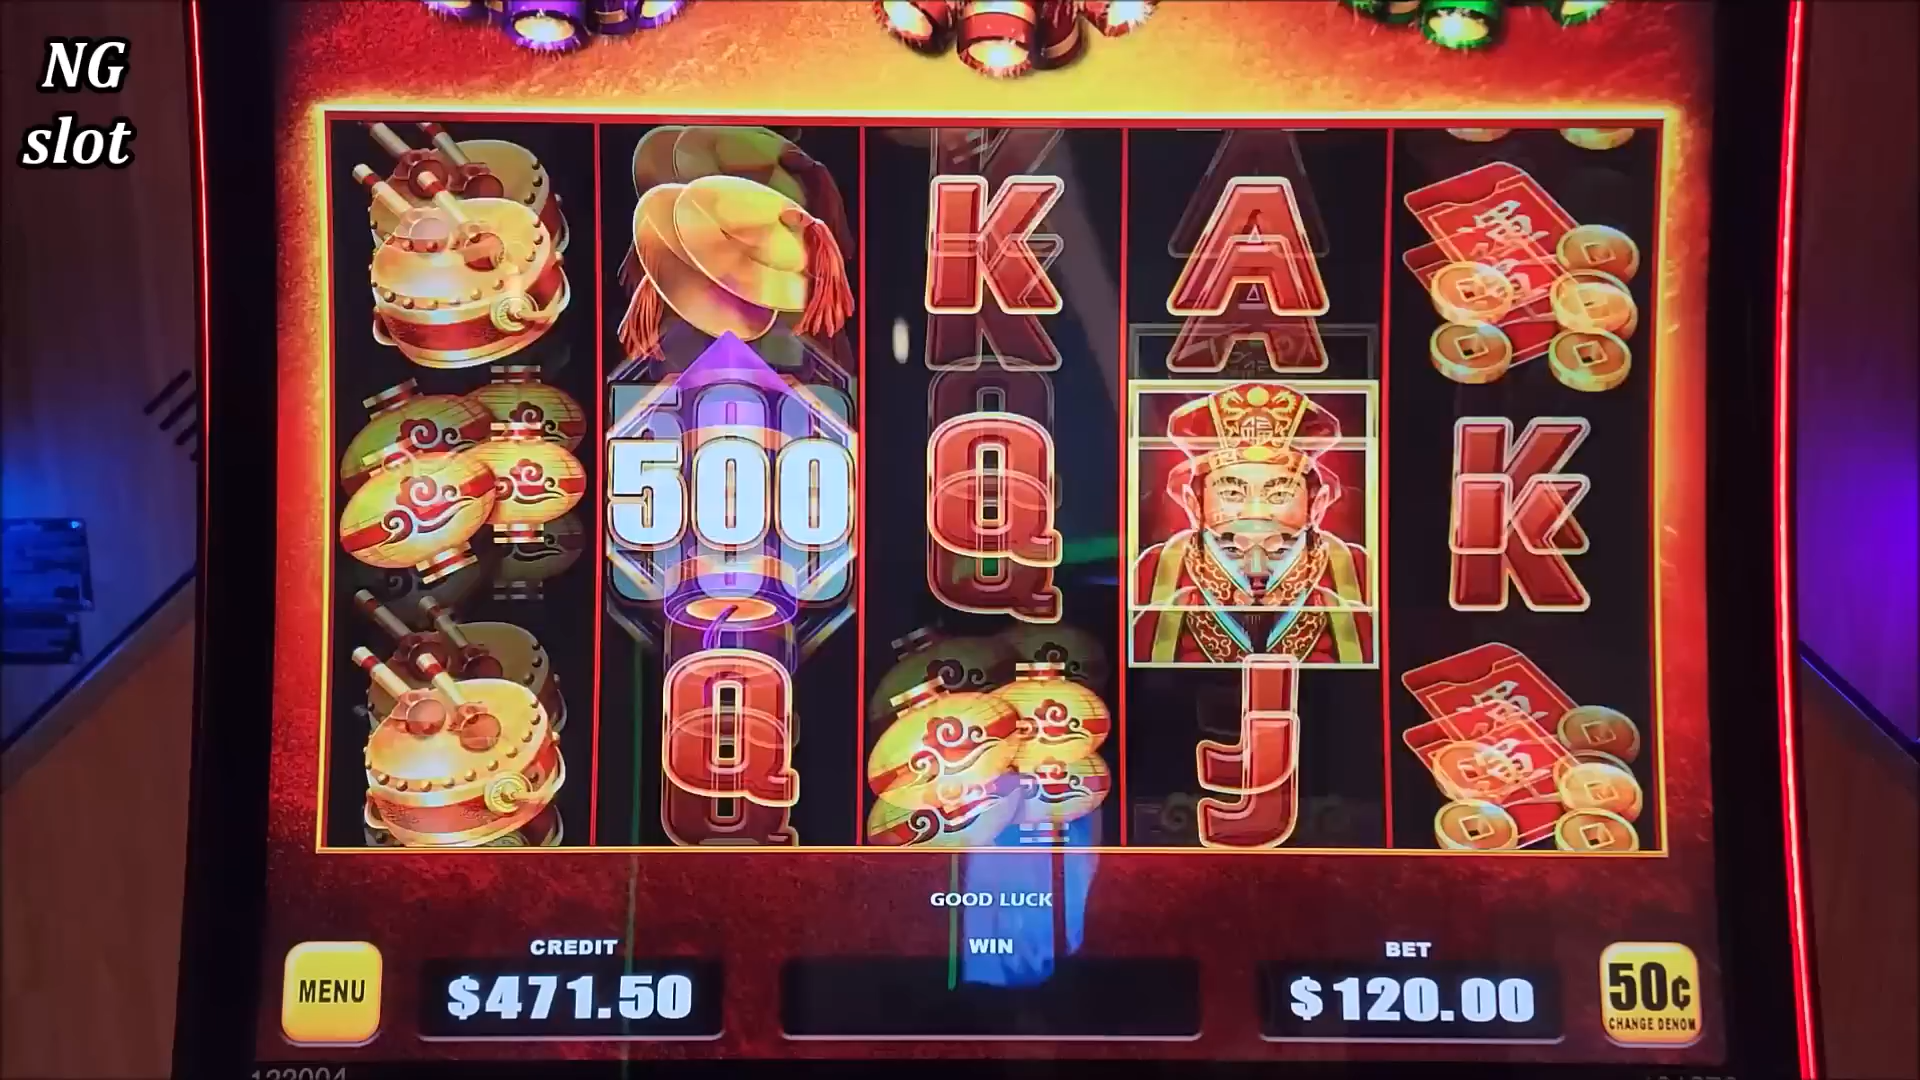 NG
slot
K
A
500
Q
K
K
Q
J
GOOD LUCK
CREDIT
WIN
BET
MENU
$471.50
$120.00
50¢
CHANGE DENOM